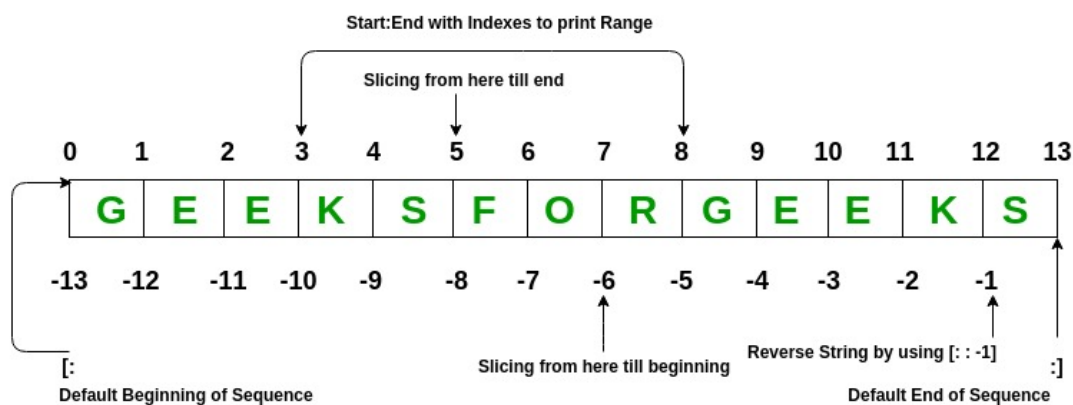 Start:End with Indexes to print Range
Slicing from here till end
0 1 2 3 4 5 6 7 8 9 10 11 12 13
G E E K S F O R G E E K S
-13 -12 -11 -10 -9 -8 -7 -6 -5 -4 -3 -2 -1
Reverse String by using [: : -1]
[: Slicing from here till beginning :]
Default Beginning of Sequence Default End of Sequence